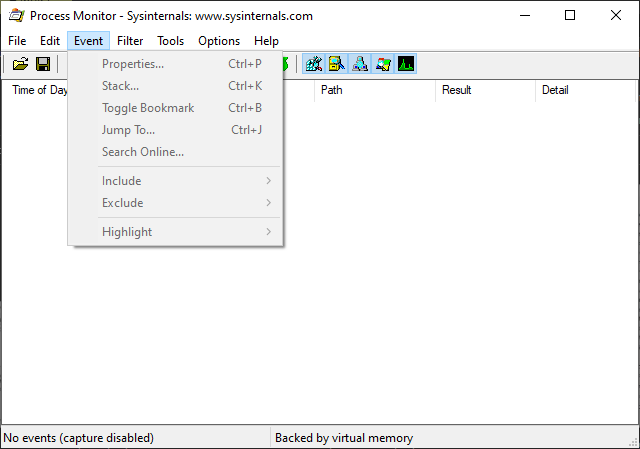 Process Monitor - Sysinternals: www.sysinternals.com
File Edit Event Filter Tools Options Help
Properties... Ctrl+P
Stack... Ctrl+K
Toggle Bookmark Ctrl+B
Jump To... Ctrl+J
Search Online...
Include
Exclude
Highlight
Time of Day Path Result Detail
No events (capture disabled) Backed by virtual memory